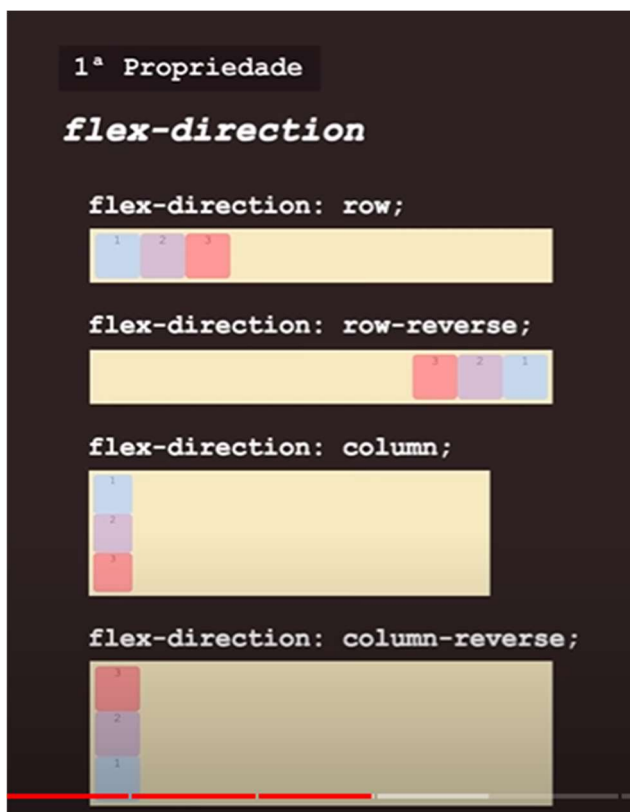 1ª Propriedade
flex-direction
flex-direction: row;
1 2 3
flex-direction: row-reverse;
3 2 1
flex-direction: column;
1
2
3
flex-direction: column-reverse;
3
2
1